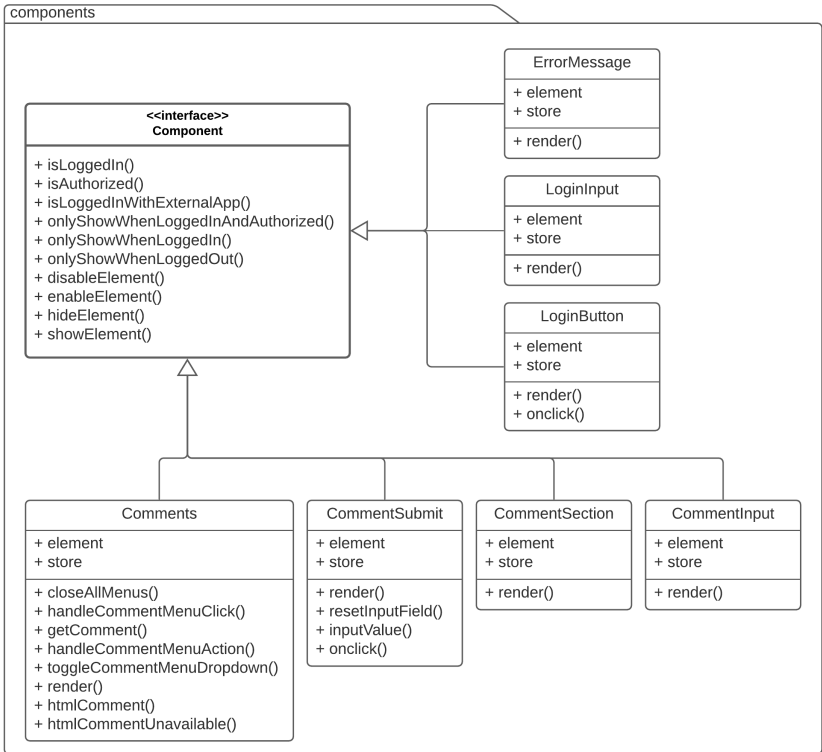 components
<<interface>>
Component
+ isLoggedIn()
+ isAuthorized()
+ isLoggedInWithExternalApp()
+ onlyShowWhenLoggedInAndAuthorized()
+ onlyShowWhenLoggedIn()
+ onlyShowWhenLoggedOut()
+ disableElement()
+ enableElement()
+ hideElement()
+ showElement()
ErrorMessage
+ element
+ store
+ render()
LoginInput
+ element
+ store
+ render()
LoginButton
+ element
+ store
+ render()
+ onclick()
Comments
+ element
+ store
+ closeAllMenus()
+ handleCommentMenuClick()
+ getComment()
+ handleCommentMenuAction()
+ toggleCommentMenuDropdown()
+ render()
+ htmlComment()
+ htmlCommentUnavailable()
CommentSubmit
+ element
+ store
+ render()
+ resetInputField()
+ inputValue()
+ onclick()
CommentSection
+ element
+ store
+ render()
CommentInput
+ element
+ store
+ render()